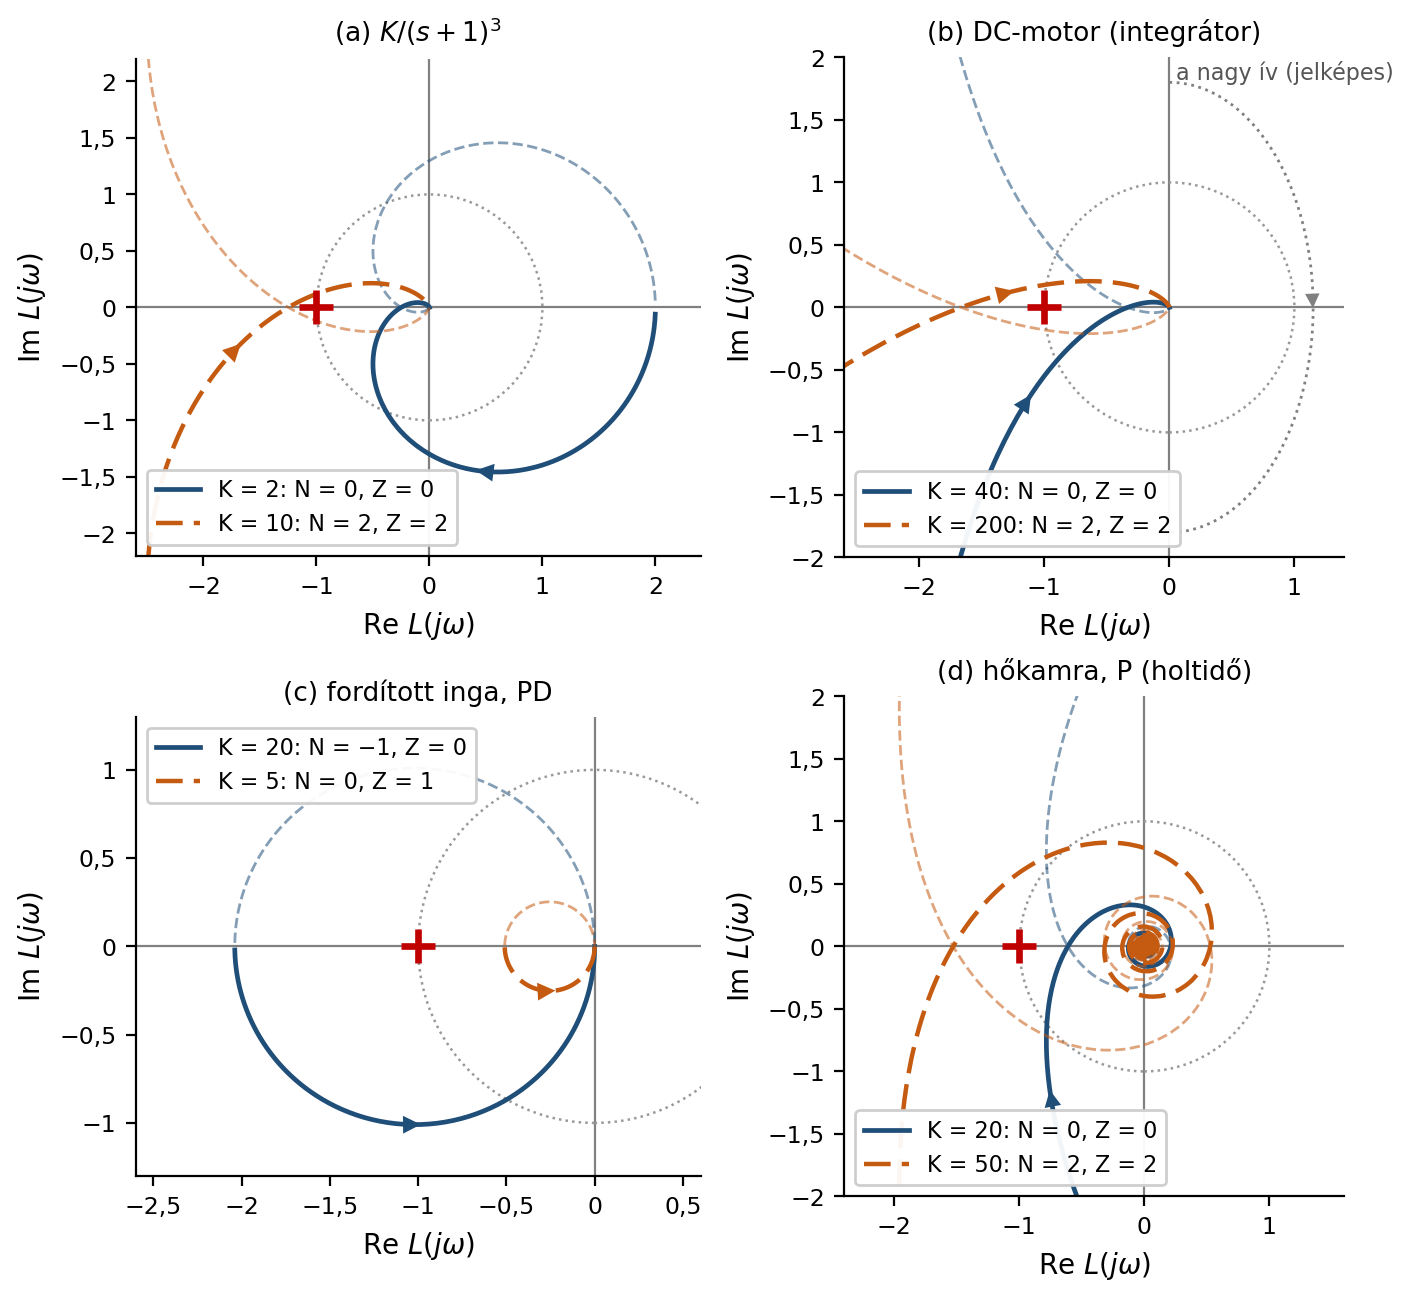 (a) K/(s + 1)³
2
1,5
1
0,5
0
−0,5
−1
−1,5
−2
Im L(jω)
K = 2: N = 0, Z = 0
K = 10: N = 2, Z = 2
−2
−1
0
1
2
Re L(jω)
(b) DC-motor (integrátor)
a nagy ív (jelképes)
2
1,5
1
0,5
0
−0,5
−1
−1,5
−2
Im L(jω)
K = 40: N = 0, Z = 0
K = 200: N = 2, Z = 2
−2
−1
0
1
Re L(jω)
(c) fordított inga, PD
K = 20: N = −1, Z = 0
K = 5: N = 0, Z = 1
1
0,5
0
−0,5
−1
Im L(jω)
−2,5
−2
−1,5
−1
−0,5
0
0,5
Re L(jω)
(d) hőkamra, P (holtidő)
2
1,5
1
0,5
0
−0,5
−1
−1,5
−2
Im L(jω)
K = 20: N = 0, Z = 0
K = 50: N = 2, Z = 2
−2
−1
0
1
Re L(jω)